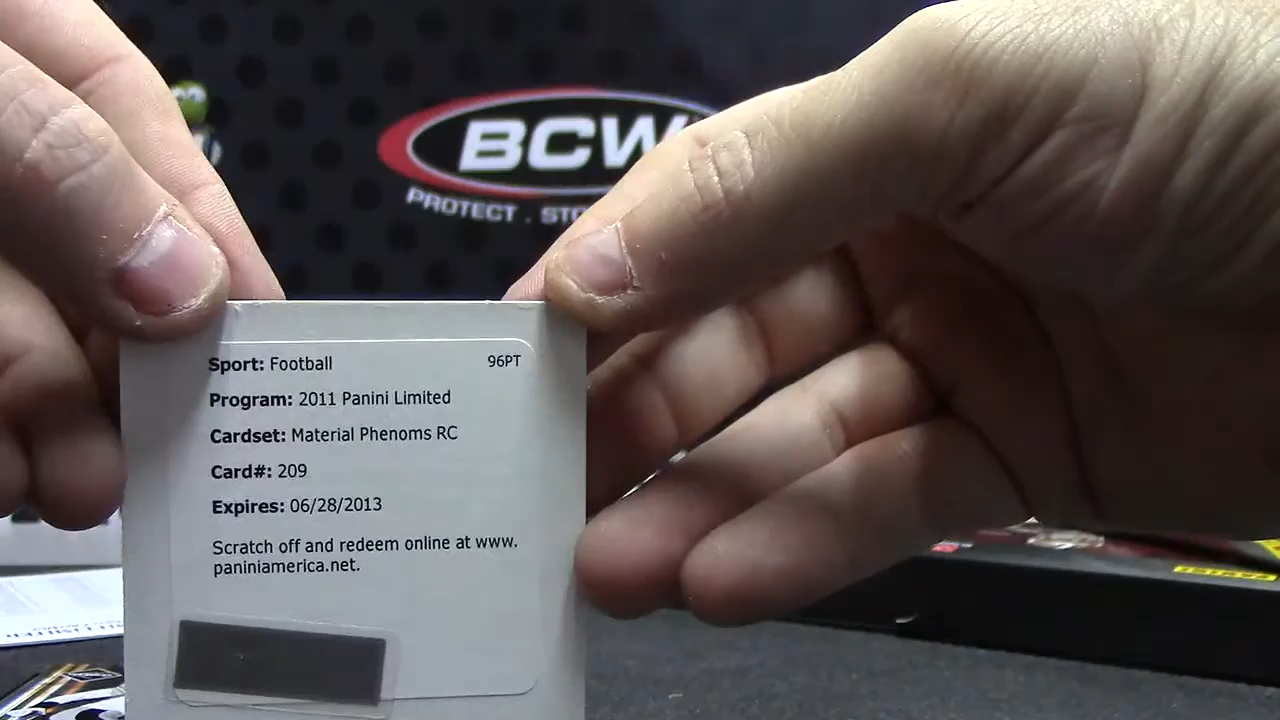 BCW
PROTECT . STO
Sport: Football 96PT
Program: 2011 Panini Limited
Cardset: Material Phenoms RC
Card#: 209
Expires: 06/28/2013
Scratch off and redeem online at www.
paniniamerica.net.
PANINI